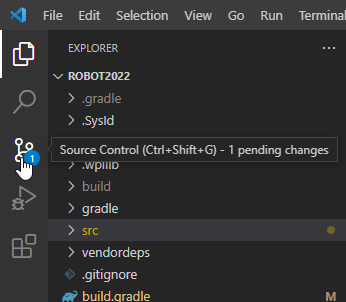 File Edit Selection View Go Run Terminal
EXPLORER
ROBOT2022
.gradle
.SysId
Source Control (Ctrl+Shift+G) - 1 pending changes
1
.wpilib
build
gradle
src
vendordeps
.gitignore
build.gradle M